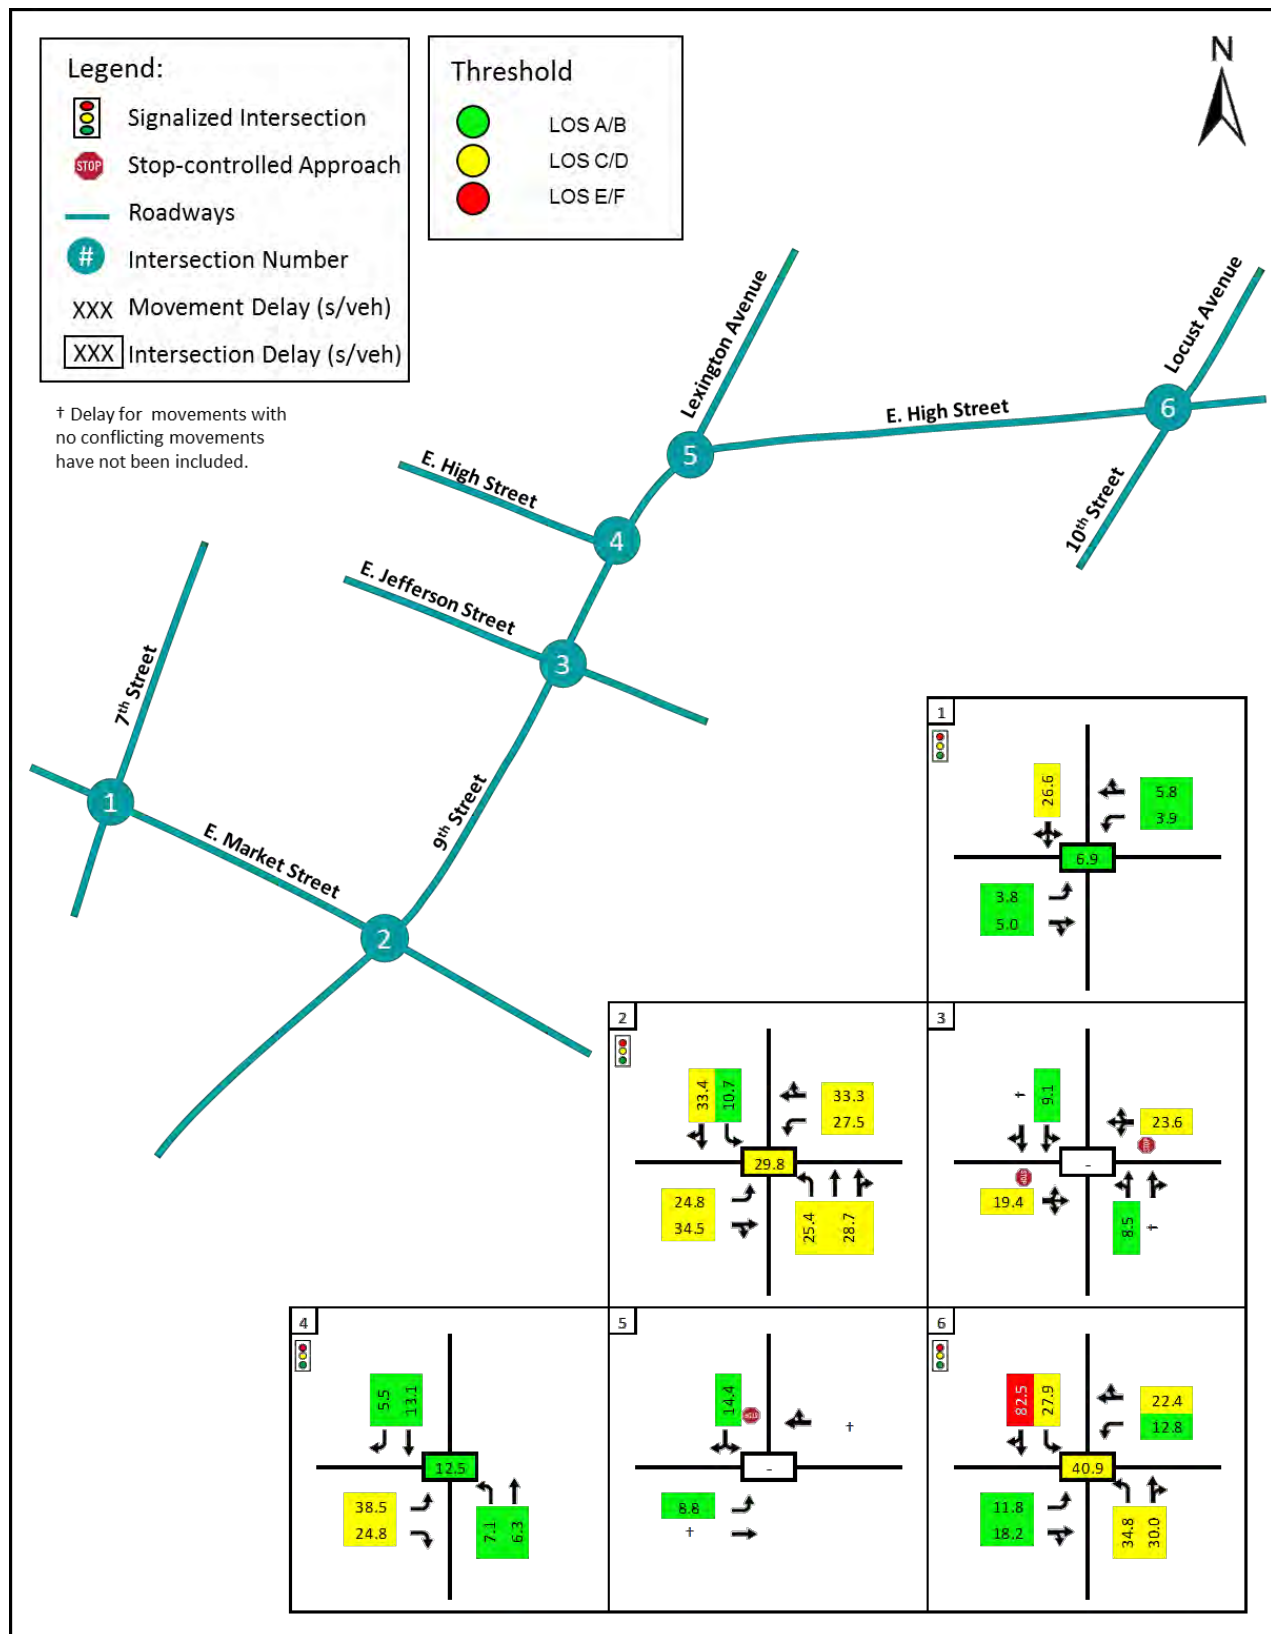 Legend:
Signalized Intersection
STOP
Stop-controlled Approach
Roadways
#
Intersection Number
XXX Movement Delay (s/veh)
XXX Intersection Delay (s/veh)
† Delay for movements with
no conflicting movements
have not been included.
Threshold
LOS A/B
LOS C/D
LOS E/F
N
Lexington Avenue
Locust Avenue
E. High Street
6
5
10th Street
E. High Street
4
E. Jefferson Street
3
7th Street
1
E. Market Street
9th Street
2
1
26.6
5.8
3.9
6.9
3.8
5.0
2
33.4
10.7
33.3
27.5
29.8
24.8
34.5
25.4
28.7
3
†
9.1
23.6
STOP
-
STOP
19.4
8.5
†
4
5.5
13.1
12.5
38.5
24.8
7.1
6.3
5
14.4
STOP
†
-
8.8
†
6
82.5
27.9
22.4
12.8
40.9
11.8
18.2
34.8
30.0